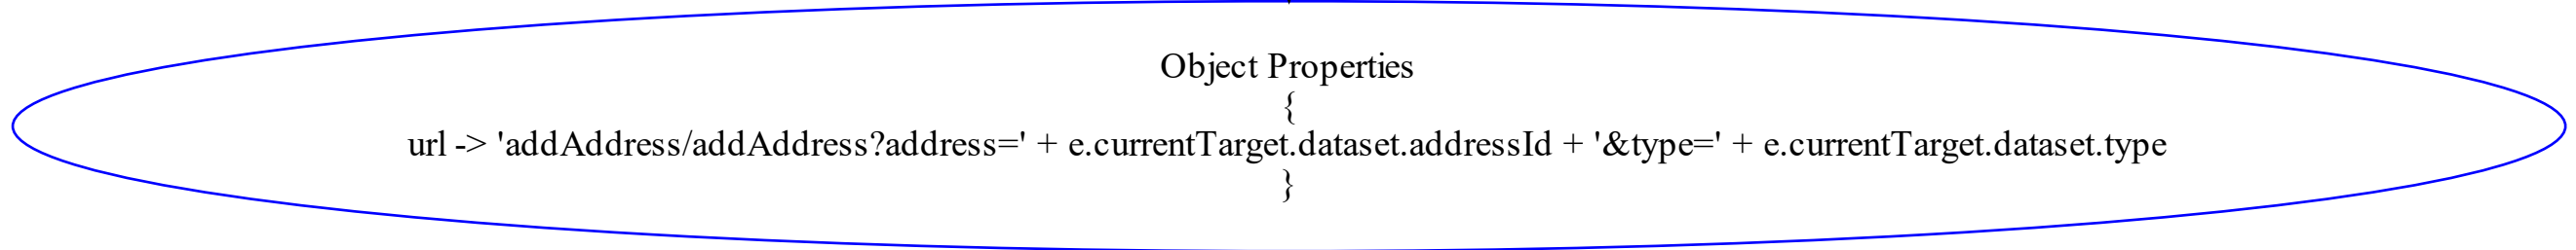 Object Properties
{
url -> 'addAddress/addAddress?address=' + e.currentTarget.dataset.addressId + '&type=' + e.currentTarget.dataset.type
}